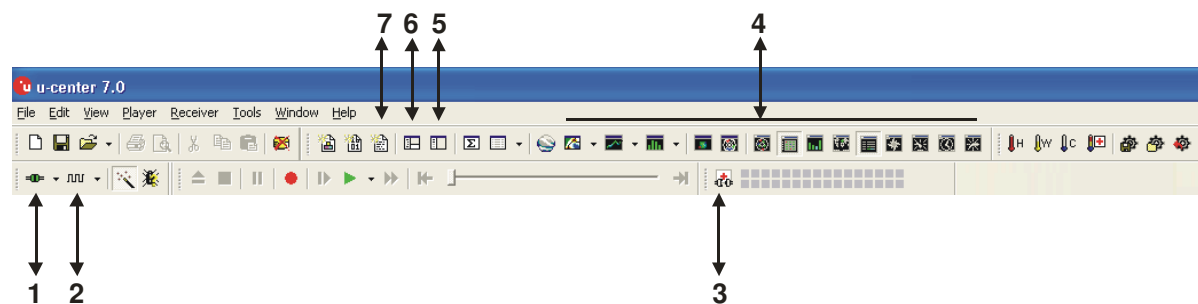 7 6 5 4
u-center 7.0
File Edit View Player Receiver Tools Window Help
H W C
1 2 3